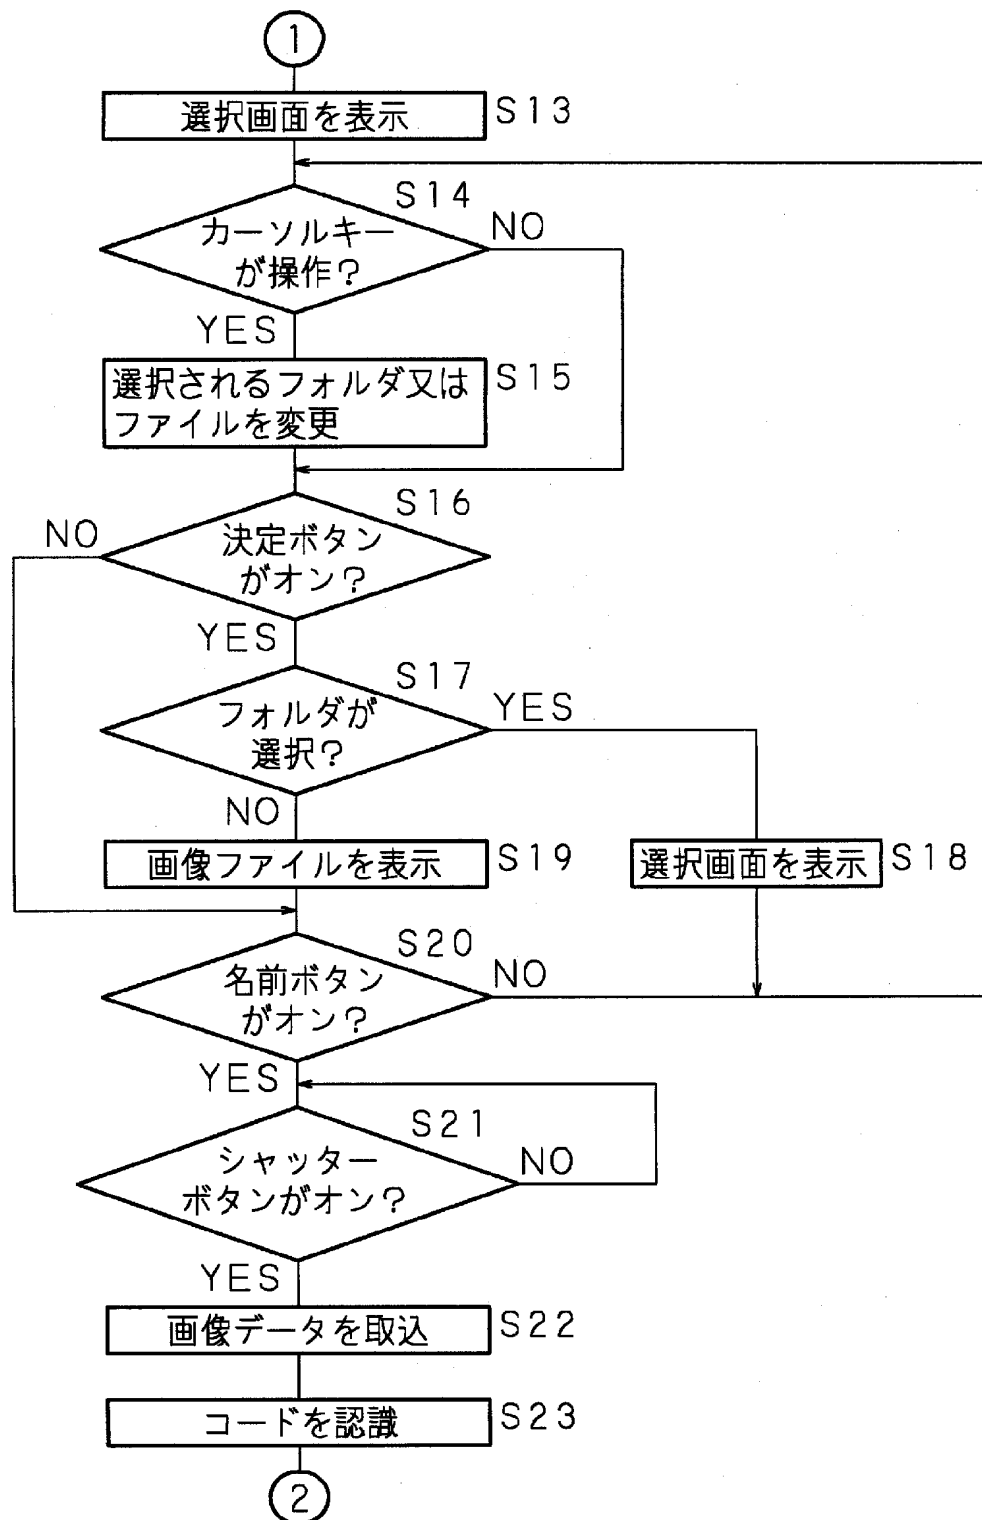 1
選択画面を表示
S13
S14
カーソルキー
が操作?
NO
YES
選択されるフォルダ又は
ファイルを変更
S15
S16
NO
決定ボタン
がオン?
YES
S17
フォルダが
選択?
YES
NO
画像ファイルを表示
S19
選択画面を表示
S18
S20
名前ボタン
がオン?
NO
YES
S21
シャッター
ボタンがオン?
NO
YES
画像データを取込
S22
コードを認識
S23
2